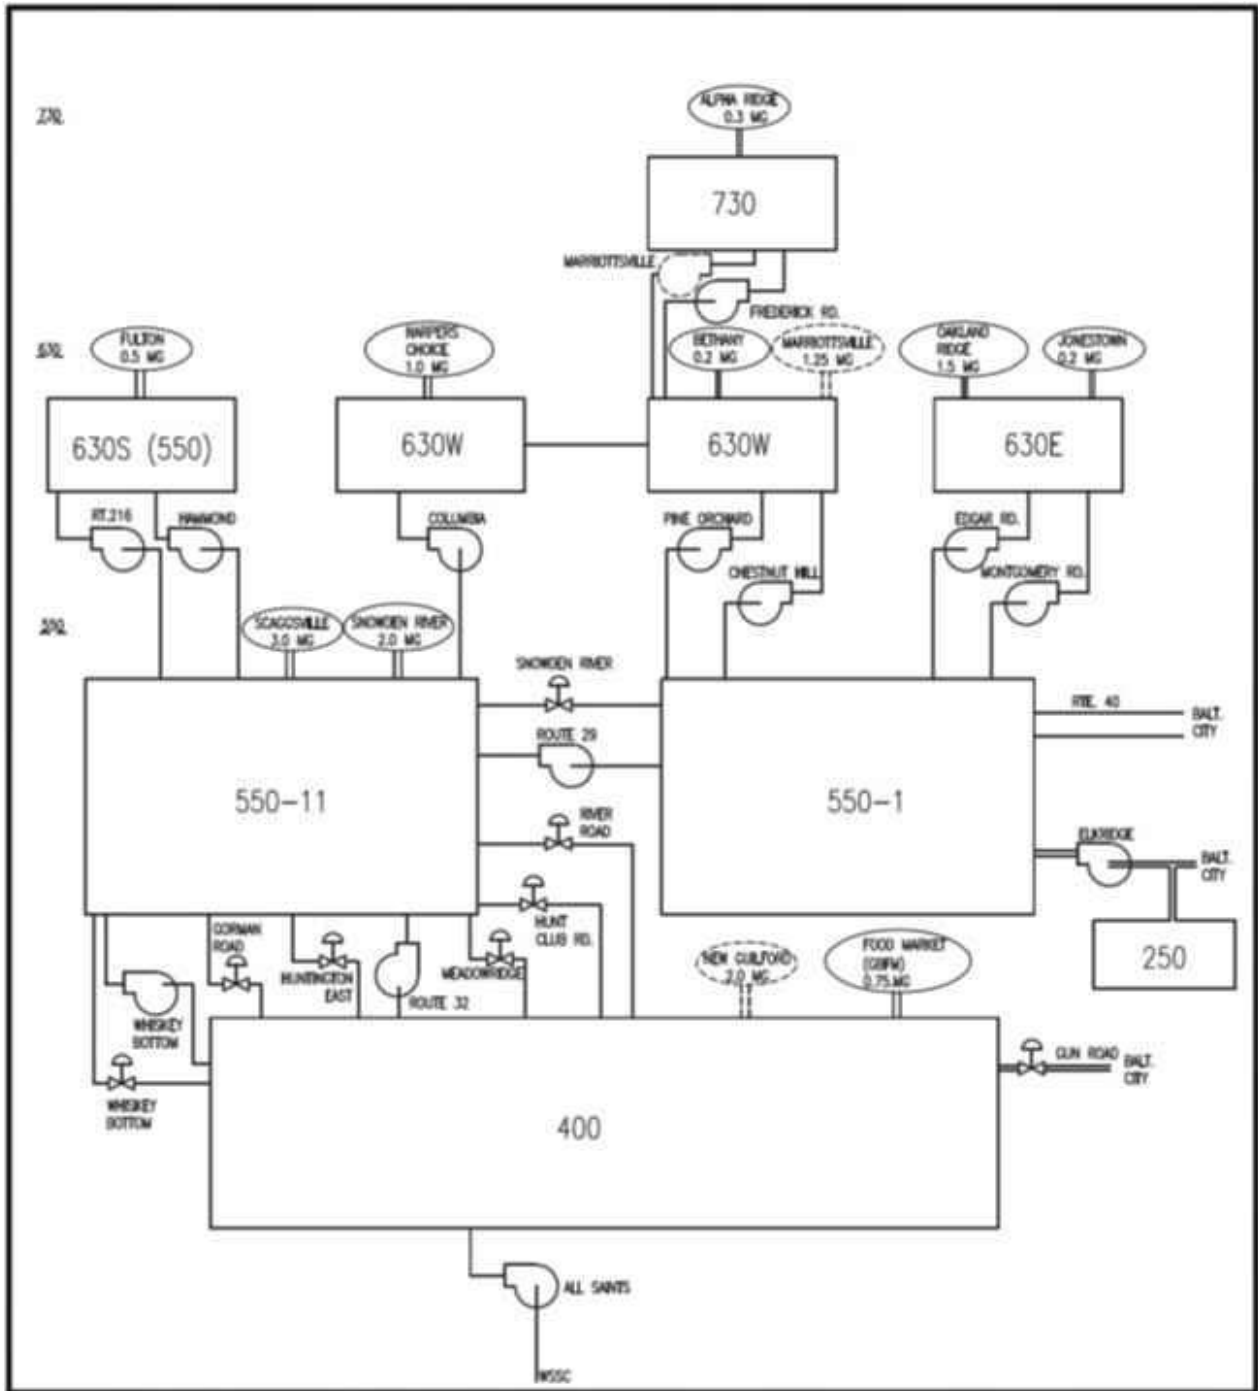 730
ALPHA RIDGE
0.3 MG
730
MARRIOTTSVILLE
FREDERICK RD.
630
FULTON
0.5 MG
HARPERS
CHOICE
1.0 MG
BETHANY
0.2 MG
MARRIOTTSVILLE
1.25 MG
OAKLAND
RIDGE
1.5 MG
JONESTOWN
0.2 MG
630S (550)
630W
630W
630E
RT.216
HAMMOND
COLUMBIA
PINE ORCHARD
CHESTNUT HILL
EDGAR RD.
MONTGOMERY RD.
550
SCAGGSVILLE
3.0 MG
SNOWDEN RIVER
2.0 MG
SNOWDEN RIVER
ROUTE 29
RIVER
ROAD
HUNT
CLUB RD.
550-11
550-1
RTE. 40
BALT.
CITY
ELKRIDGE
BALT.
CITY
250
GORMAN
ROAD
HUNTINGTON
EAST
ROUTE 32
MEADOWRIDGE
WHISKEY
BOTTOM
WHISKEY
BOTTOM
NEW GUILFORD
2.0 MG
FOOD MARKET
(GBFM)
0.75.MG
GUN ROAD
BALT.
CITY
400
ALL SAINTS
WSSC